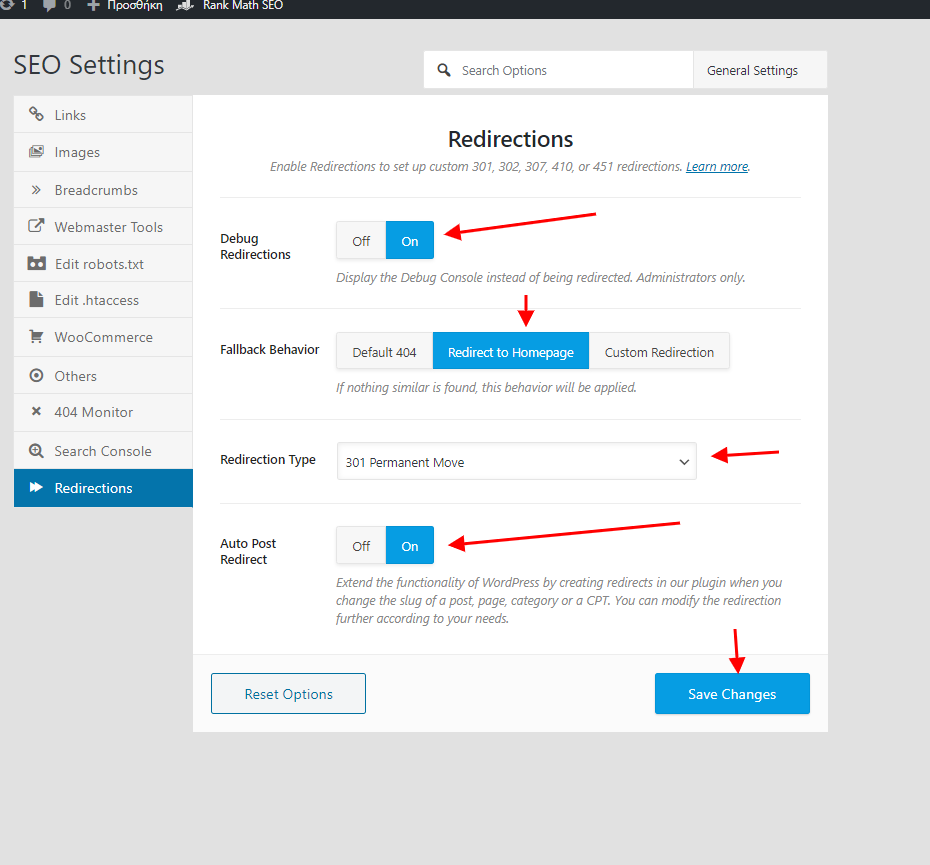 1 0 Προσθήκη Rank Math SEO
SEO Settings
Search Options
General Settings
Links
Images
Breadcrumbs
Webmaster Tools
Edit robots.txt
Edit .htaccess
WooCommerce
Others
404 Monitor
Search Console
Redirections
Redirections
Enable Redirections to set up custom 301, 302, 307, 410, or 451 redirections. Learn more.
Debug
Redirections
Off On
Display the Debug Console instead of being redirected. Administrators only.
Fallback Behavior
Default 404 Redirect to Homepage Custom Redirection
If nothing similar is found, this behavior will be applied.
Redirection Type
301 Permanent Move
Auto Post
Redirect
Off On
Extend the functionality of WordPress by creating redirects in our plugin when you
change the slug of a post, page, category or a CPT. You can modify the redirection
further according to your needs.
Reset Options
Save Changes